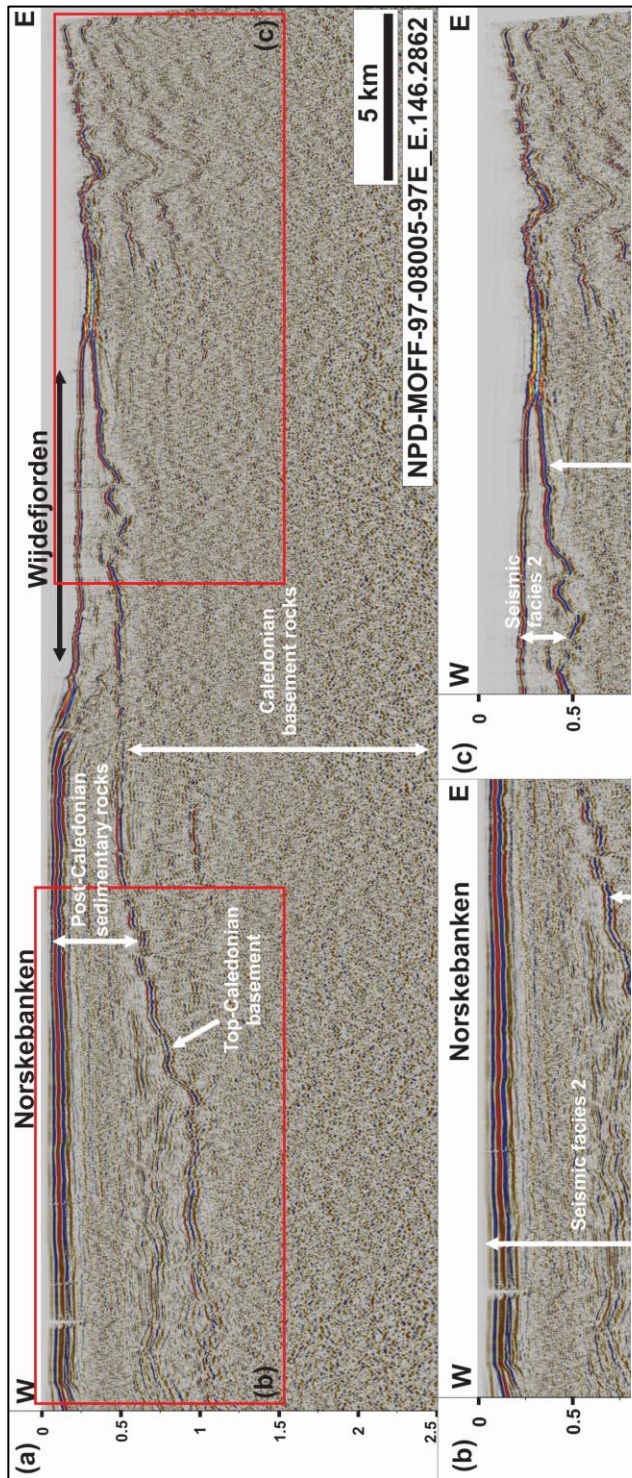 (a)
W
Norskebanken
Wijdefjorden
E
0
0.5
1
1.5
2
2.5
Post-Caledonian
sedimentary rocks
Top-Caledonian
basement
Caledonian
basement rocks
(b)
(c)
5 km
NPD-MOFF-97-08005-97E_E.146.2862
(b)
W
Norskebanken
E
0
0.5
Seismic facies 2
(c)
W
E
0
0.5
Seismic
facies 2